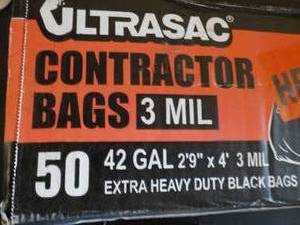 ULTRASAC
CONTRACTOR
BAGS 3 MIL
50
42 GAL 2'9" x 4' 3 MIL
EXTRA HEAVY DUTY BLACK BAGS